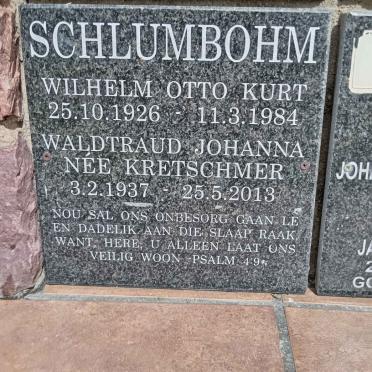 SCHLUMBOHM
WILHELM OTTO KURT
25.10.1926 - 11.3.1984
WALDTRAUD JOHANNA
NÉE KRETSCHMER
3.2.1937 - 25.5.2013
NOU SAL ONS ONBESORG GAAN LE
EN DADELIK AAN DIE SLAAP RAAK,
WANT, HERE, U ALLEEN LAAT ONS
VEILIG WOON -PSALM 4:9-